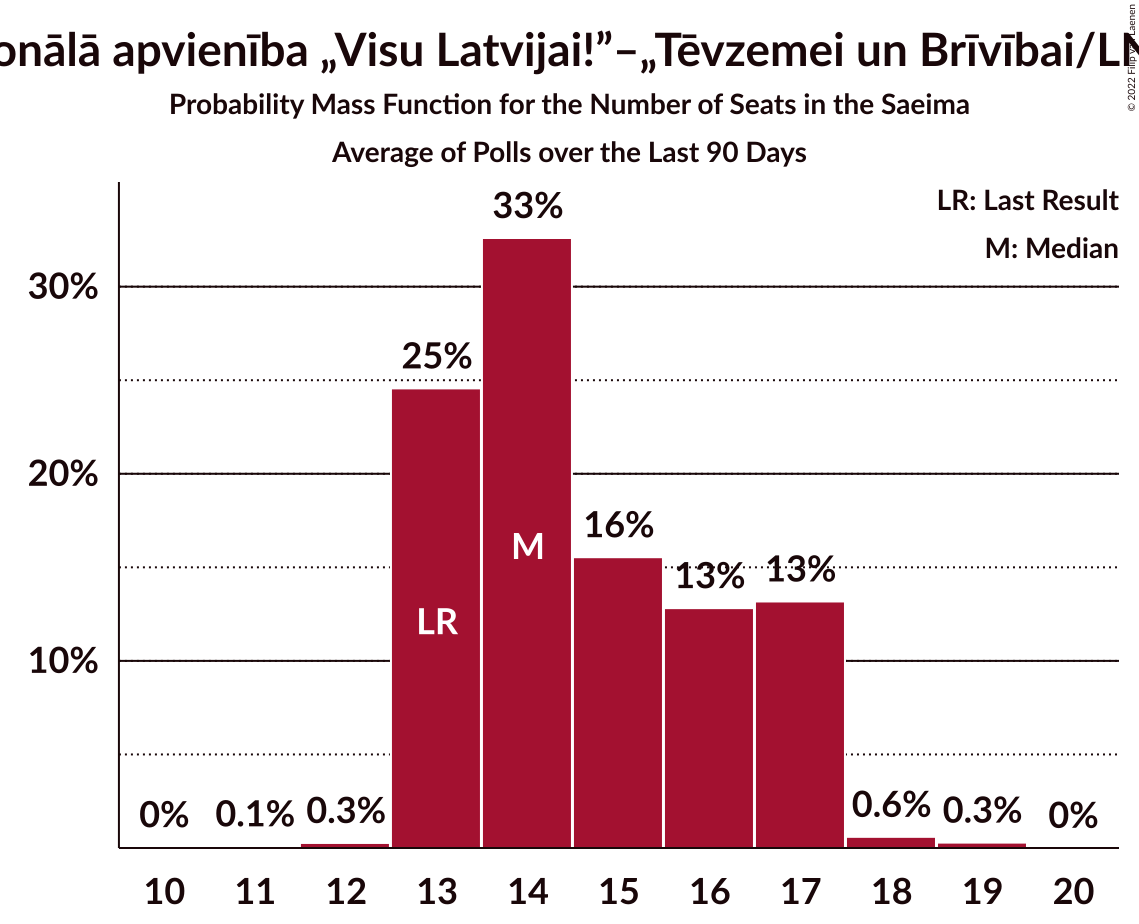 onālā apvienība „Visu Latvijai!”–„Tēvzemei un Brīvībai/LN
Probability Mass Function for the Number of Seats in the Saeima
Average of Polls over the Last 90 Days
© 2022 Filip van Laenen
LR: Last Result
M: Median
30%
20%
10%
0%
0.1%
0.3%
25%
33%
16%
13%
13%
0.6%
0.3%
0%
LR
M
10 11 12 13 14 15 16 17 18 19 20